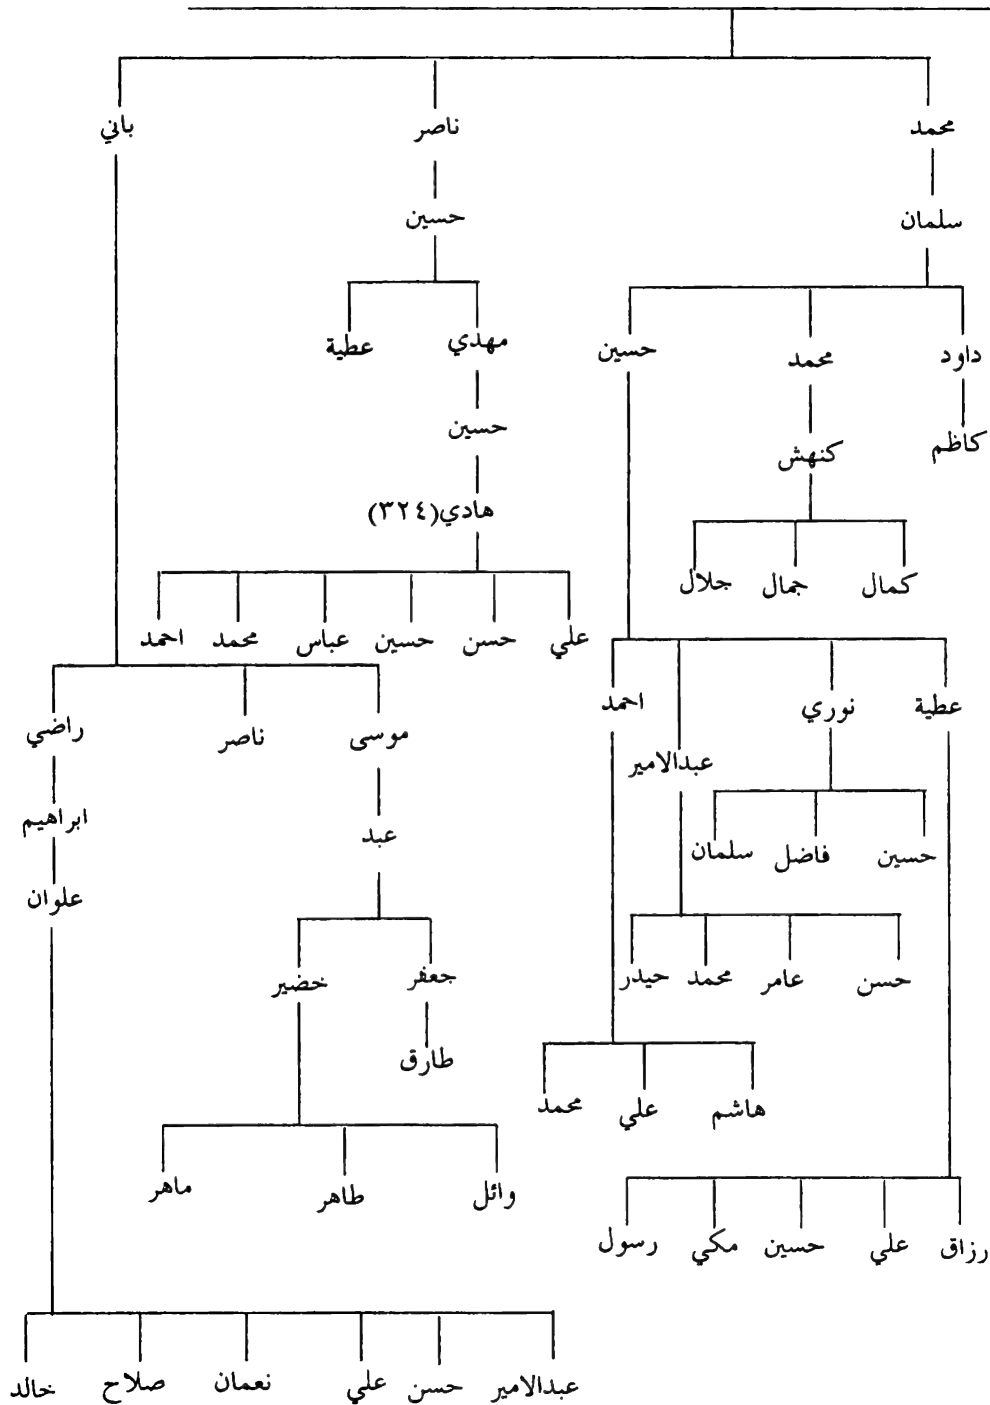 محمد ناصر باني
سلمان حسين
داود محمد حسين مهدي عطية
كاظم كنهش حسين
هادي(٣٢٤)
كمال جمال جلال
علي حسن حسين عباس محمد احمد
عطية نوري عبدالامير احمد موسى ناصر راضي
حسين فاضل سلمان عبد ابراهيم
علوان
حسن عامر محمد حيدر جعفر خضير
طارق
هاشم علي محمد
وائل طاهر ماهر
رزاق علي حسين مكي رسول
عبدالامير حسن علي نعمان صلاح خالد